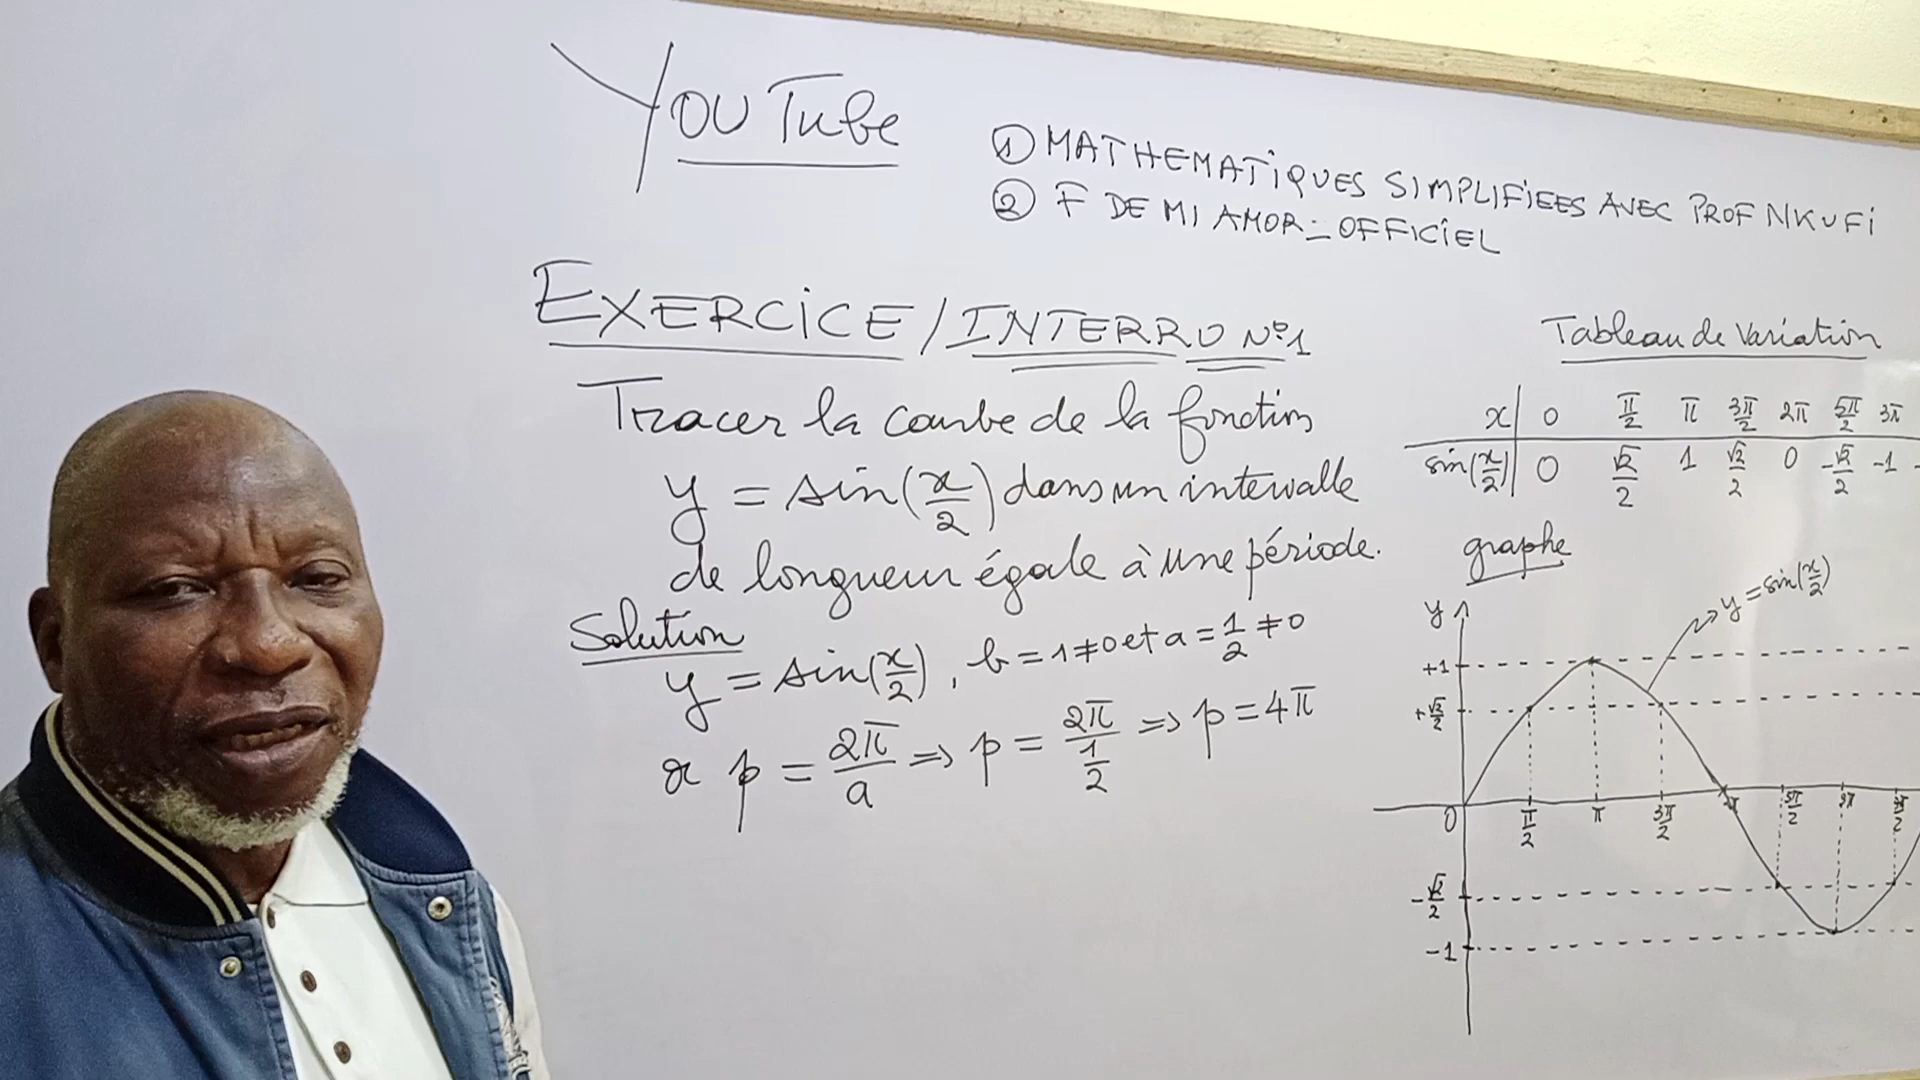 YOUTube
① MATHEMATIQUES SIMPLIFIEES AVEC PROF NKUFI
② F DE MI AMOR_OFFICIEL
EXERCICE / INTERRO N°1
Tracer la courbe de la fonction
y = sin(x/2) dans un intervalle
de longueur égale à une période.
Solution
y = sin(x/2), b = 1 ≠ 0 et a = 1/2 ≠ 0
p = 2π/a ⇒ p = 2π/(1/2) ⇒ p = 4π
Tableau de Variation
x | 0 π/2 π 3π/2 2π 5π/2 3π
sin(x/2) | 0 √2/2 1 √2/2 0 -√2/2 -1 -
graphe
y = sin(x/2)
y
+1
+√2/2
0 π/2 π 3π/2 2π 5π/2 3π 7π/2
-√2/2
-1